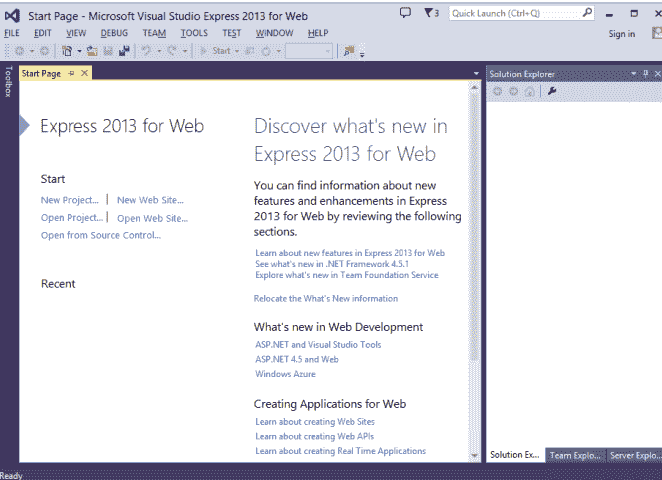 Start Page - Microsoft Visual Studio Express 2013 for Web
3
Quick Launch (Ctrl+Q)
FILE EDIT VIEW DEBUG TEAM TOOLS TEST WINDOW HELP
Sign in
Start
Toolbox
Start Page
Express 2013 for Web
Start
New Project... New Web Site...
Open Project... Open Web Site...
Open from Source Control...
Recent
Discover what's new in
Express 2013 for Web
You can find information about new
features and enhancements in Express
2013 for Web by reviewing the following
sections.
Learn about new features in Express 2013 for Web
See what's new in .NET Framework 4.5.1
Explore what's new in Team Foundation Service
Relocate the What's New information
What's new in Web Development
ASP.NET and Visual Studio Tools
ASP.NET 4.5 and Web
Windows Azure
Creating Applications for Web
Learn about creating Web Sites
Learn about creating Web APIs
Learn about creating Real Time Applications
Solution Explorer
Solution Ex... Team Explo... Server Explo...
Ready